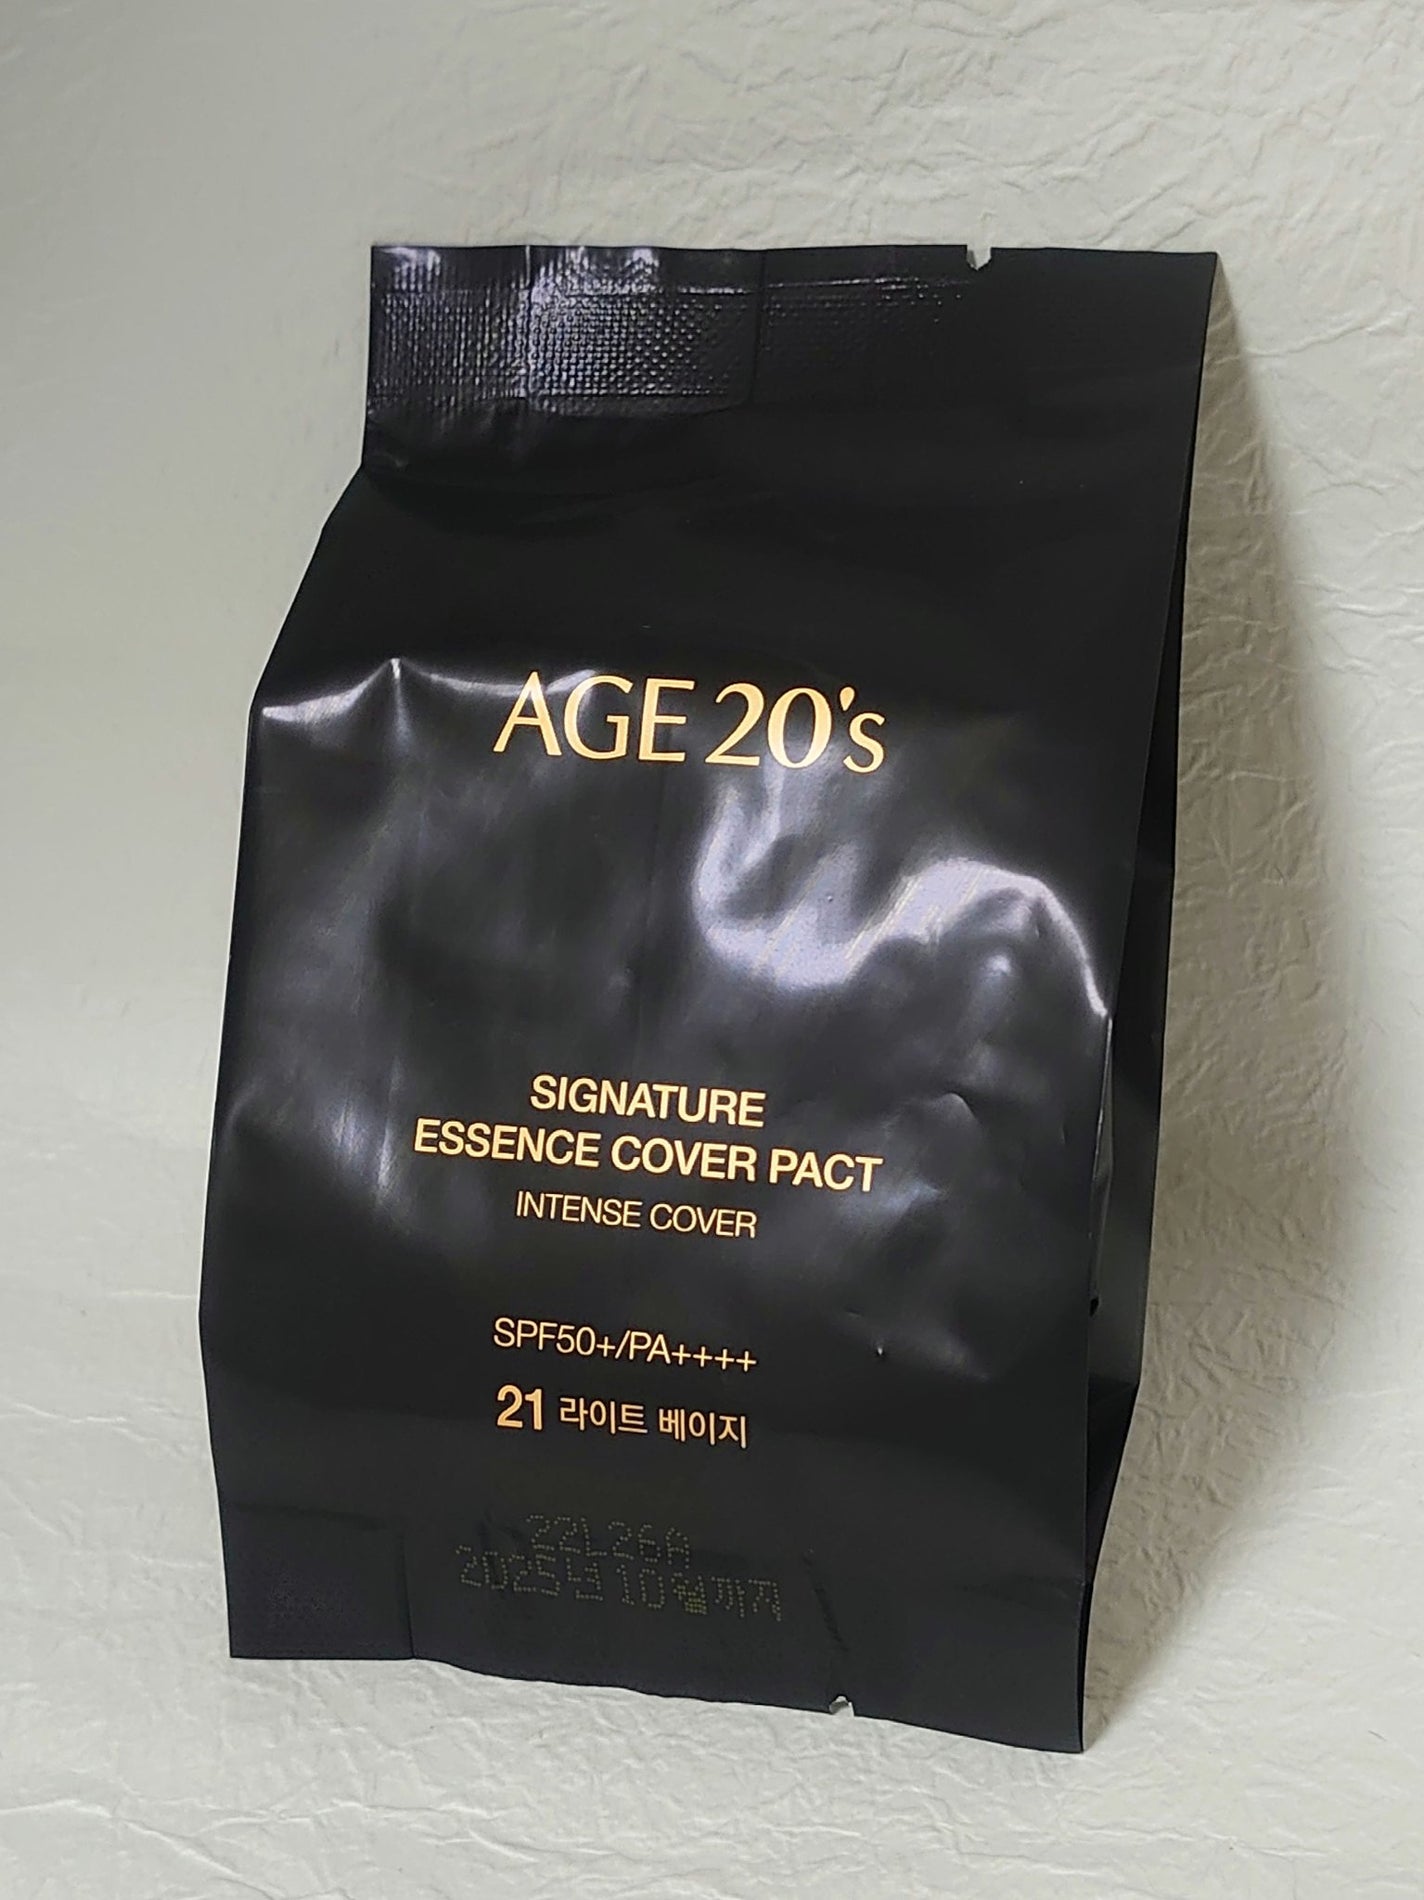 AGE 20's
SIGNATURE
ESSENCE COVER PACT
INTENSE COVER
SPF50+/PA++++
21 라이트 베이지
22L26A
2025년 10월까지